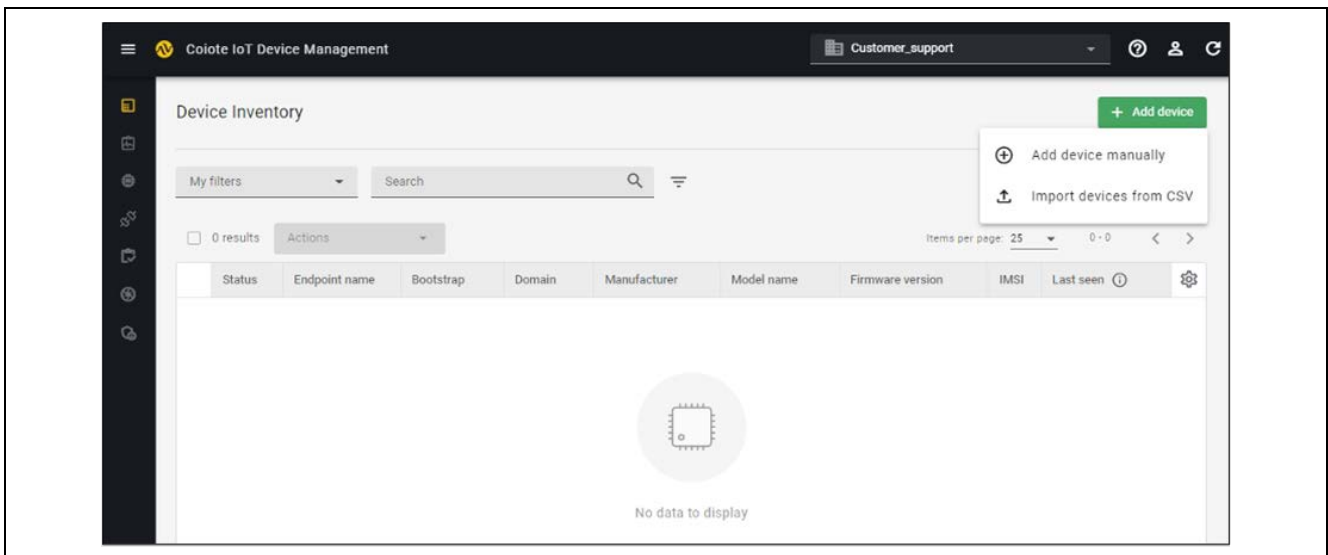 Coiote IoT Device Management
Customer_support
Device Inventory
+ Add device
Add device manually
Import devices from CSV
My filters
Search
0 results
Actions
Items per page: 25
0 - 0
Status Endpoint name Bootstrap Domain Manufacturer Model name Firmware version IMSI Last seen
No data to display